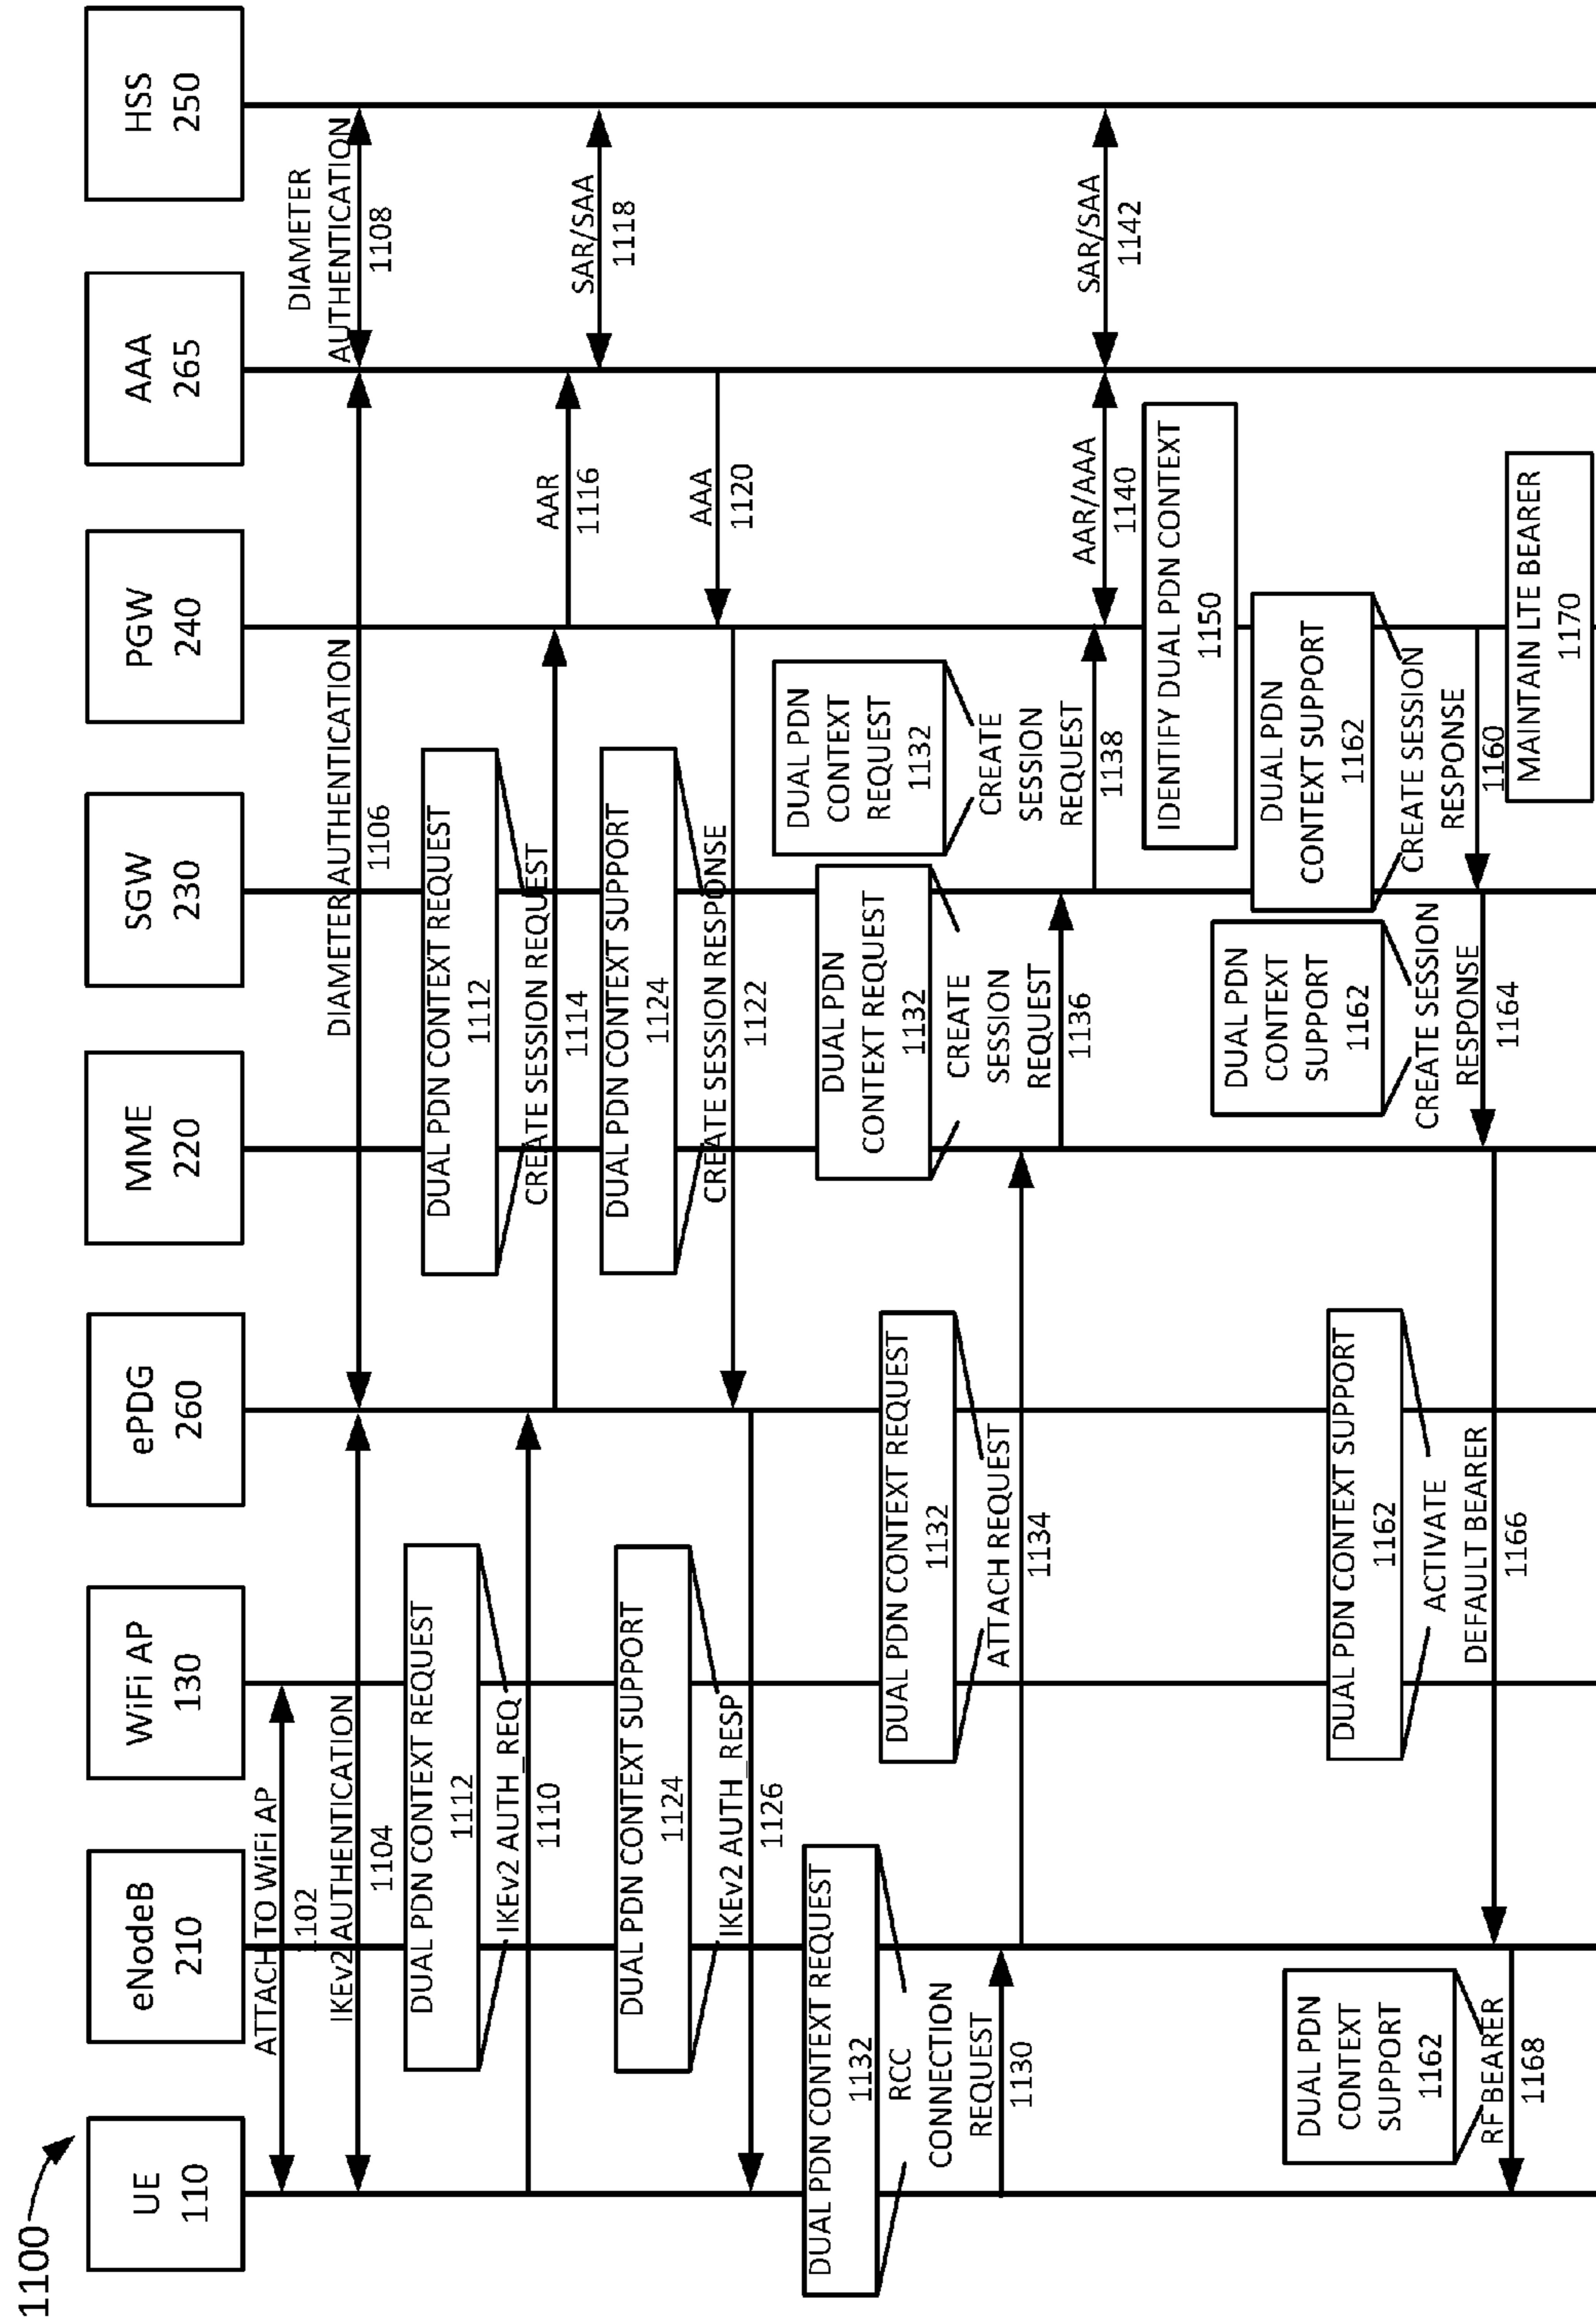 1100
UE
110
eNodeB
210
WiFi AP
130
ePDG
260
MME
220
SGW
230
PGW
240
AAA
265
HSS
250
ATTACH TO WiFi AP
1102
IKEv2 AUTHENTICATION
1104
DIAMETER AUTHENTICATION
1106
DIAMETER
AUTHENTICATION
1108
DUAL PDN CONTEXT REQUEST
1112
IKEv2 AUTH_REQ
1110
DUAL PDN CONTEXT REQUEST
1112
CREATE SESSION REQUEST
1114
AAR
1116
SAR/SAA
1118
AAA
1120
DUAL PDN CONTEXT SUPPORT
1124
CREATE SESSION RESPONSE
1122
DUAL PDN CONTEXT SUPPORT
1124
IKEv2 AUTH_RESP
1126
DUAL PDN CONTEXT REQUEST
1132
RCC
CONNECTION
REQUEST
1130
DUAL PDN CONTEXT REQUEST
1132
ATTACH REQUEST
1134
DUAL PDN
CONTEXT REQUEST
1132
CREATE
SESSION
REQUEST
1136
DUAL PDN
CONTEXT
REQUEST
1132
CREATE
SESSION
REQUEST
1138
AAR/AAA
1140
SAR/SAA
1142
IDENTIFY DUAL PDN CONTEXT
1150
DUAL PDN
CONTEXT SUPPORT
1162
CREATE SESSION
RESPONSE
1160
DUAL PDN
CONTEXT
SUPPORT
1162
CREATE SESSION
RESPONSE
1164
DUAL PDN CONTEXT SUPPORT
1162
ACTIVATE
DEFAULT BEARER
1166
DUAL PDN
CONTEXT
SUPPORT
1162
RF BEARER
1168
MAINTAIN LTE BEARER
1170